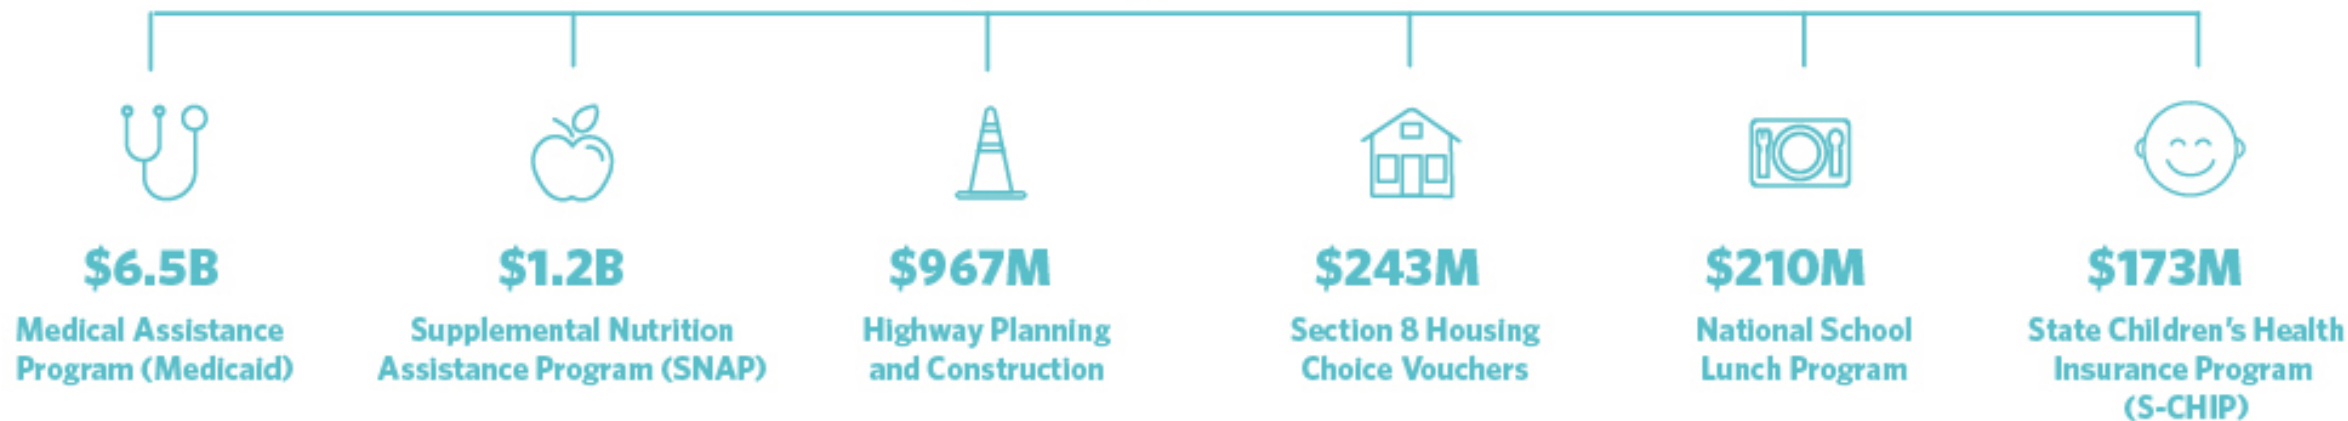 $6.5B
Medical Assistance
Program (Medicaid)
$1.2B
Supplemental Nutrition
Assistance Program (SNAP)
$967M
Highway Planning
and Construction
$243M
Section 8 Housing
Choice Vouchers
$210M
National School
Lunch Program
$173M
State Children's Health
Insurance Program
(S-CHIP)